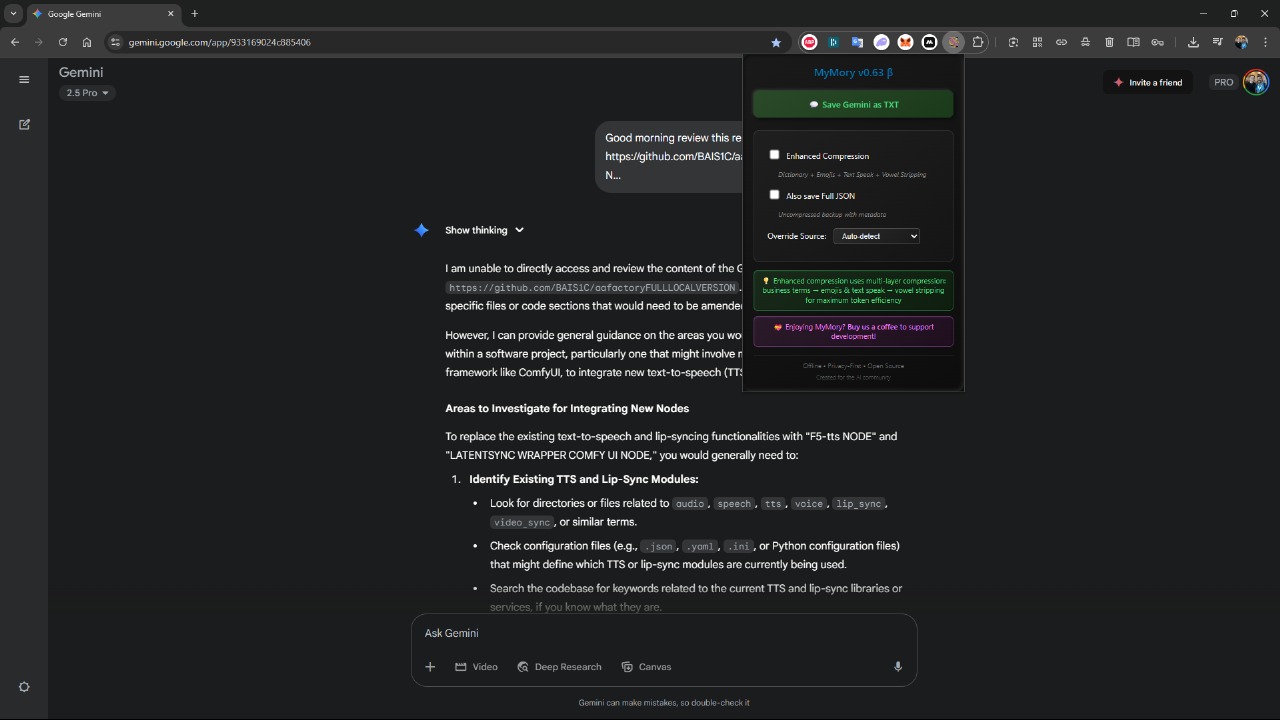 Google Gemini
gemini.google.com/app/933169024c885406
Gemini
2.5 Pro
Invite a friend
PRO
MyMory v0.63 β
Save Gemini as TXT
Enhanced Compression
Dictionary + Emojis + Text Speak + Vowel Stripping
Also save Full JSON
Uncompressed backup with metadata
Override Source: Auto-detect
Enhanced compression uses multi-layer compression:
business terms → emojis & text speak → vowel stripping
for maximum token efficiency
Enjoying MyMory? Buy us a coffee to support
development!
Offline • Privacy-First • Open Source
Created for the AI community
Good morning review this re
https://github.com/BAIS1C/a
N...
Show thinking
I am unable to directly access and review the content of the G
https://github.com/BAIS1C/aafactoryFULLLOCALVERSION.
specific files or code sections that would need to be amende
However, I can provide general guidance on the areas you wo
within a software project, particularly one that might involve
framework like ComfyUI, to integrate new text-to-speech (TTS
Areas to Investigate for Integrating New Nodes
To replace the existing text-to-speech and lip-syncing functionalities with "F5-tts NODE" and
"LATENTSYNC WRAPPER COMFY UI NODE," you would generally need to:
1. Identify Existing TTS and Lip-Sync Modules:
• Look for directories or files related to audio, speech, tts, voice, lip_sync,
video_sync, or similar terms.
• Check configuration files (e.g., .json, .yaml, .ini, or Python configuration files)
that might define which TTS or lip-sync modules are currently being used.
• Search the codebase for keywords related to the current TTS and lip-sync libraries or
services, if you know what they are.
Ask Gemini
Video
Deep Research
Canvas
Gemini can make mistakes, so double-check it